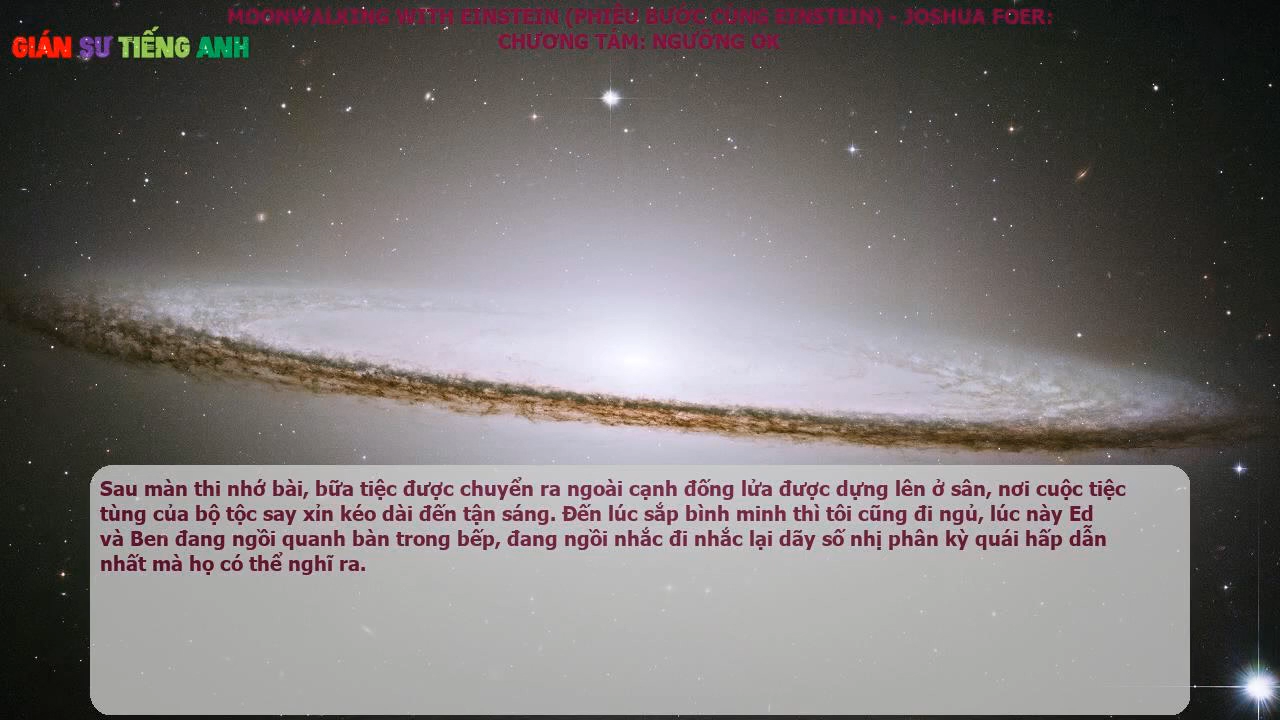 MOONWALKING WITH EINSTEIN (PHIÊU BƯỚC CÙNG EINSTEIN) - JOSHUA FOER:
CHƯƠNG TÁM: NGƯỠNG OK
GIÁN SƯ TIẾNG ANH
Sau màn thi nhớ bài, bữa tiệc được chuyển ra ngoài cạnh đống lửa được dựng lên ở sân, nơi cuộc tiệc
tùng của bộ tộc say xỉn kéo dài đến tận sáng. Đến lúc sắp bình minh thì tôi cũng đi ngủ, lúc này Ed
và Ben đang ngồi quanh bàn trong bếp, đang ngồi nhắc đi nhắc lại dãy số nhị phân kỳ quái hấp dẫn
nhất mà họ có thể nghĩ ra.